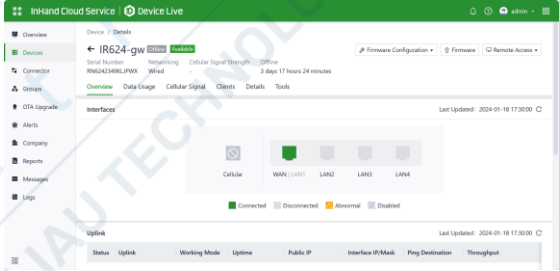 InHand Cloud Service | Device Live
admin
Overview
Devices
Connector
Groups
OTA Upgrade
Alerts
Company
Reports
Messages
Logs
Device / Details
← IR624-gw Offline Available
Firmware Configuration
Firmware
Remote Access
Serial Number Networking Cellular Signal Strength Offline
Wired - 3 days 17 hours 24 minutes
Overview Data Usage Cellular Signal Clients Details Tools
Interfaces Last Updated: 2024-01-18 17:30:00
Cellular WAN | LAN1 LAN2 LAN3 LAN4
Connected Disconnected Abnormal Disabled
Uplink Last Updated: 2024-01-18 17:30:00
Status Uplink Working Mode Uptime Public IP Interface IP/Mask Ping Destination Throughput